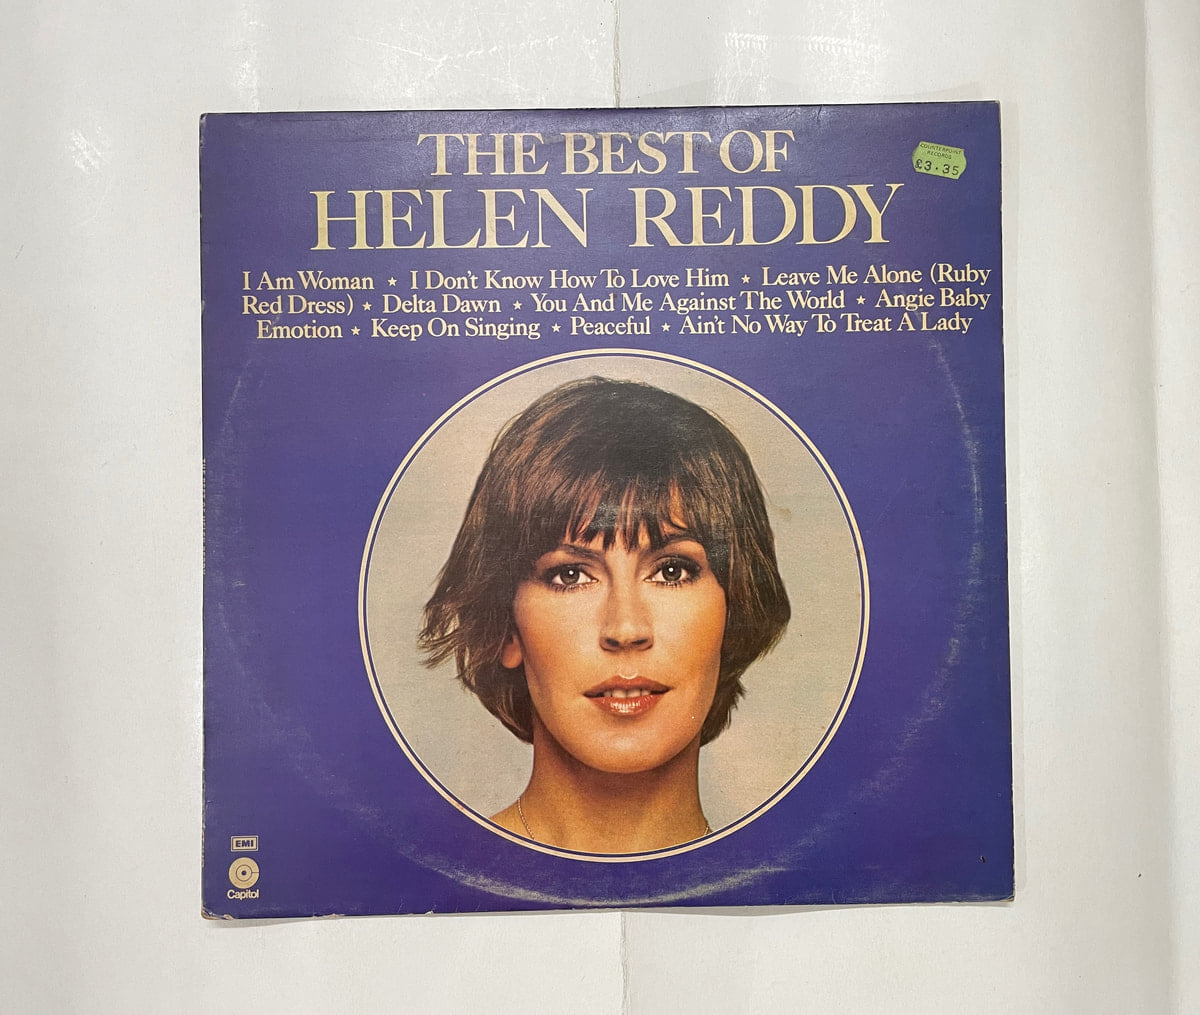 THE BEST OF
HELEN REDDY
COUNTERPOINT
RECORDS
£3.35
I Am Woman ★ I Don't Know How To Love Him ★ Leave Me Alone (Ruby
Red Dress) ★ Delta Dawn ★ You And Me Against The World ★ Angie Baby
Emotion ★ Keep On Singing ★ Peaceful ★ Ain't No Way To Treat A Lady
EMI
Capitol